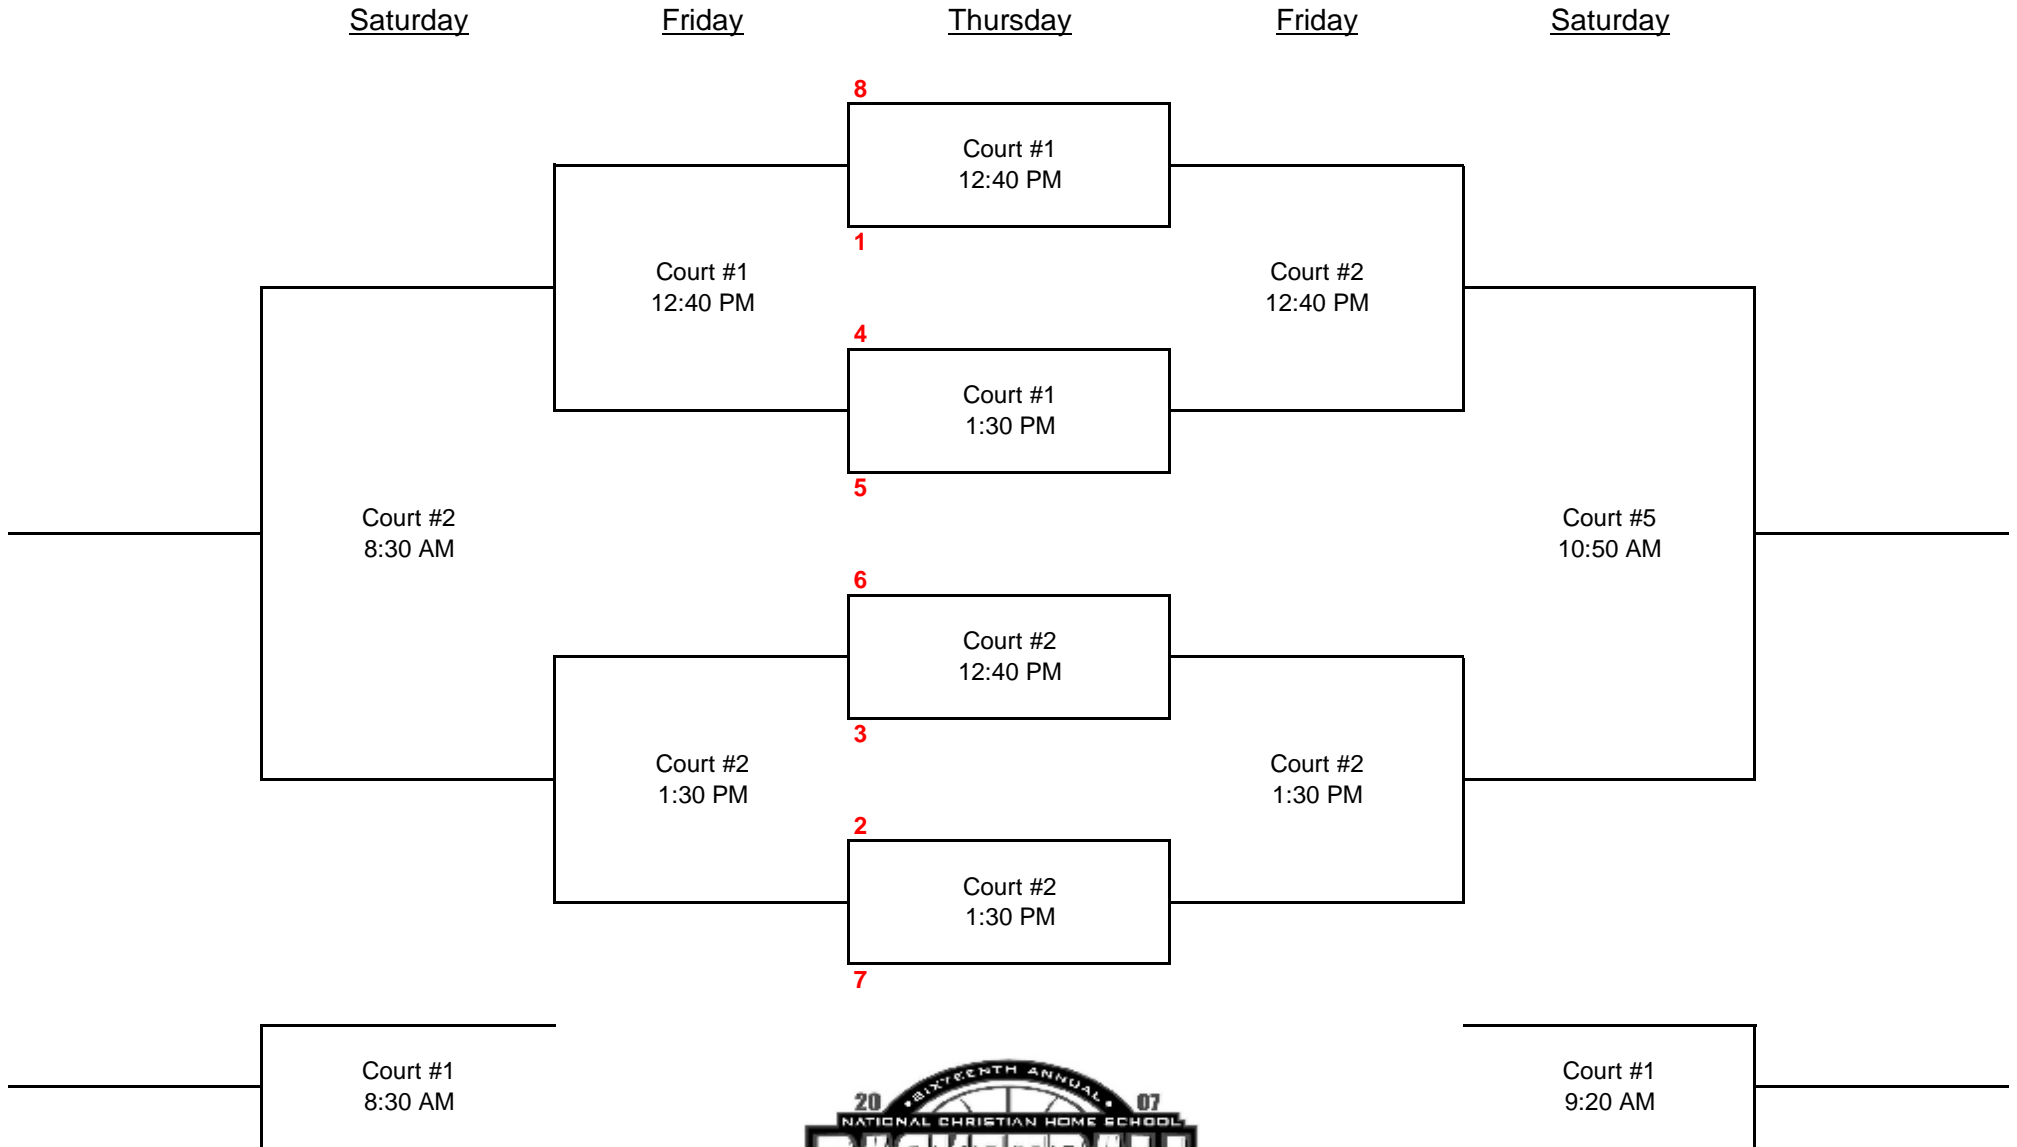 Saturday Friday Thursday Friday Saturday
8
Court #1
12:40 PM
1
Court #1
12:40 PM
Court #2
12:40 PM
4
Court #1
1:30 PM
5
Court #2
8:30 AM
Court #5
10:50 AM
6
Court #2
12:40 PM
3
Court #2
1:30 PM
Court #2
1:30 PM
2
Court #2
1:30 PM
7
Court #1
8:30 AM
Court #1
9:20 AM
SIXTEENTH ANNUAL
20 07
NATIONAL CHRISTIAN HOME SCHOOL